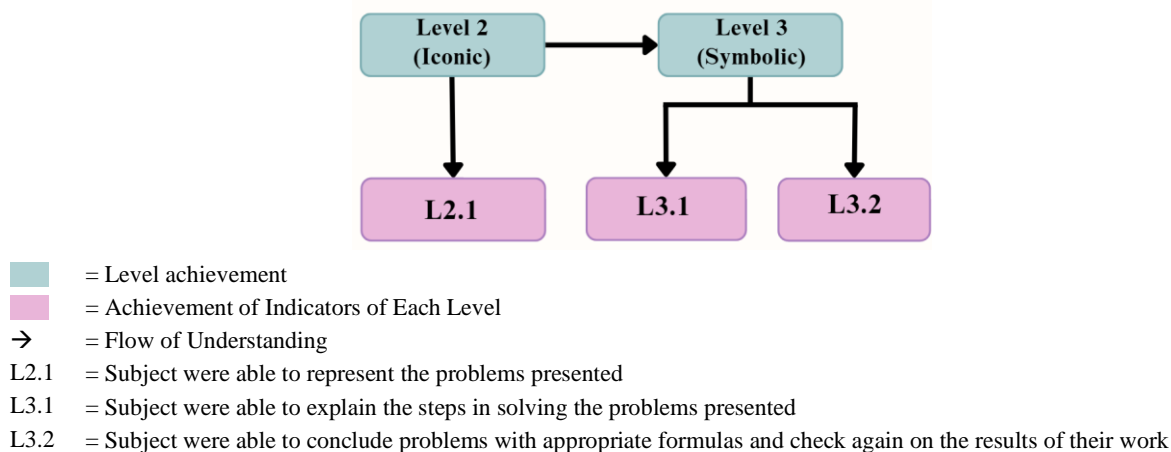 Level 2
(Iconic)
Level 3
(Symbolic)
L2.1
L3.1
L3.2
= Level achievement
= Achievement of Indicators of Each Level
→ = Flow of Understanding
L2.1 = Subject were able to represent the problems presented
L3.1 = Subject were able to explain the steps in solving the problems presented
L3.2 = Subject were able to conclude problems with appropriate formulas and check again on the results of their work